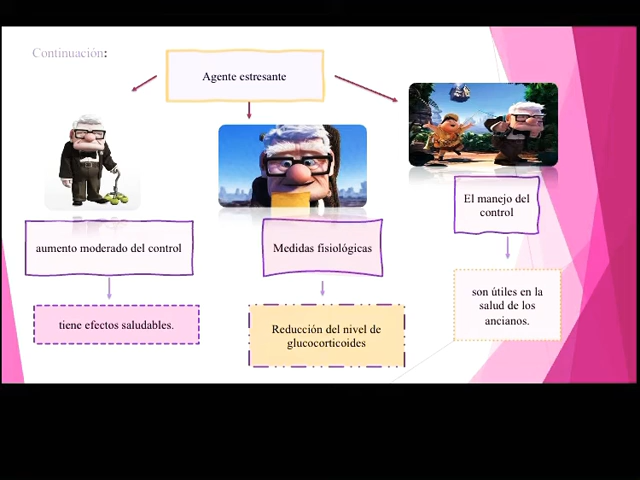 Continuación:
Agente estresante
aumento moderado del control
Medidas fisiológicas
El manejo del
control
tiene efectos saludables.
Reducción del nivel de
glucocorticoides
son útiles en la
salud de los
ancianos.